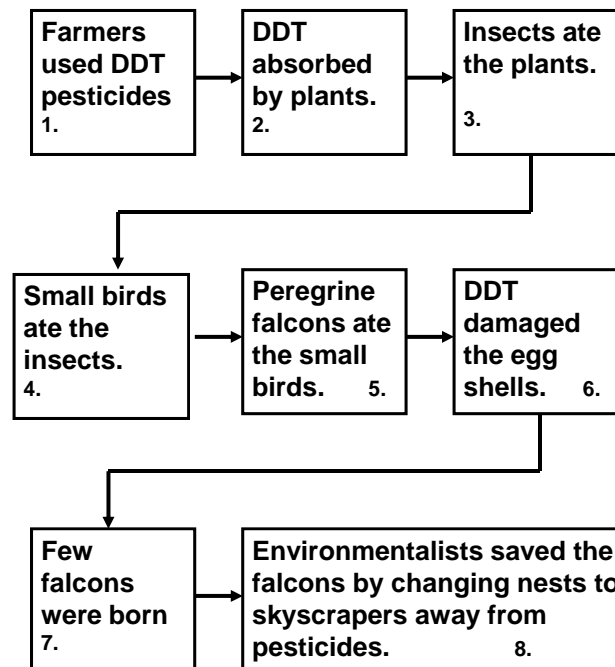 Farmers
used DDT
pesticides
1.
DDT
absorbed
by plants.
2.
Insects ate
the plants.
3.
Small birds
ate the
insects.
4.
Peregrine
falcons ate
the small
birds. 5.
DDT
damaged
the egg
shells. 6.
Few
falcons
were born
7.
Environmentalists saved the
falcons by changing nests to
skyscrapers away from
pesticides. 8.